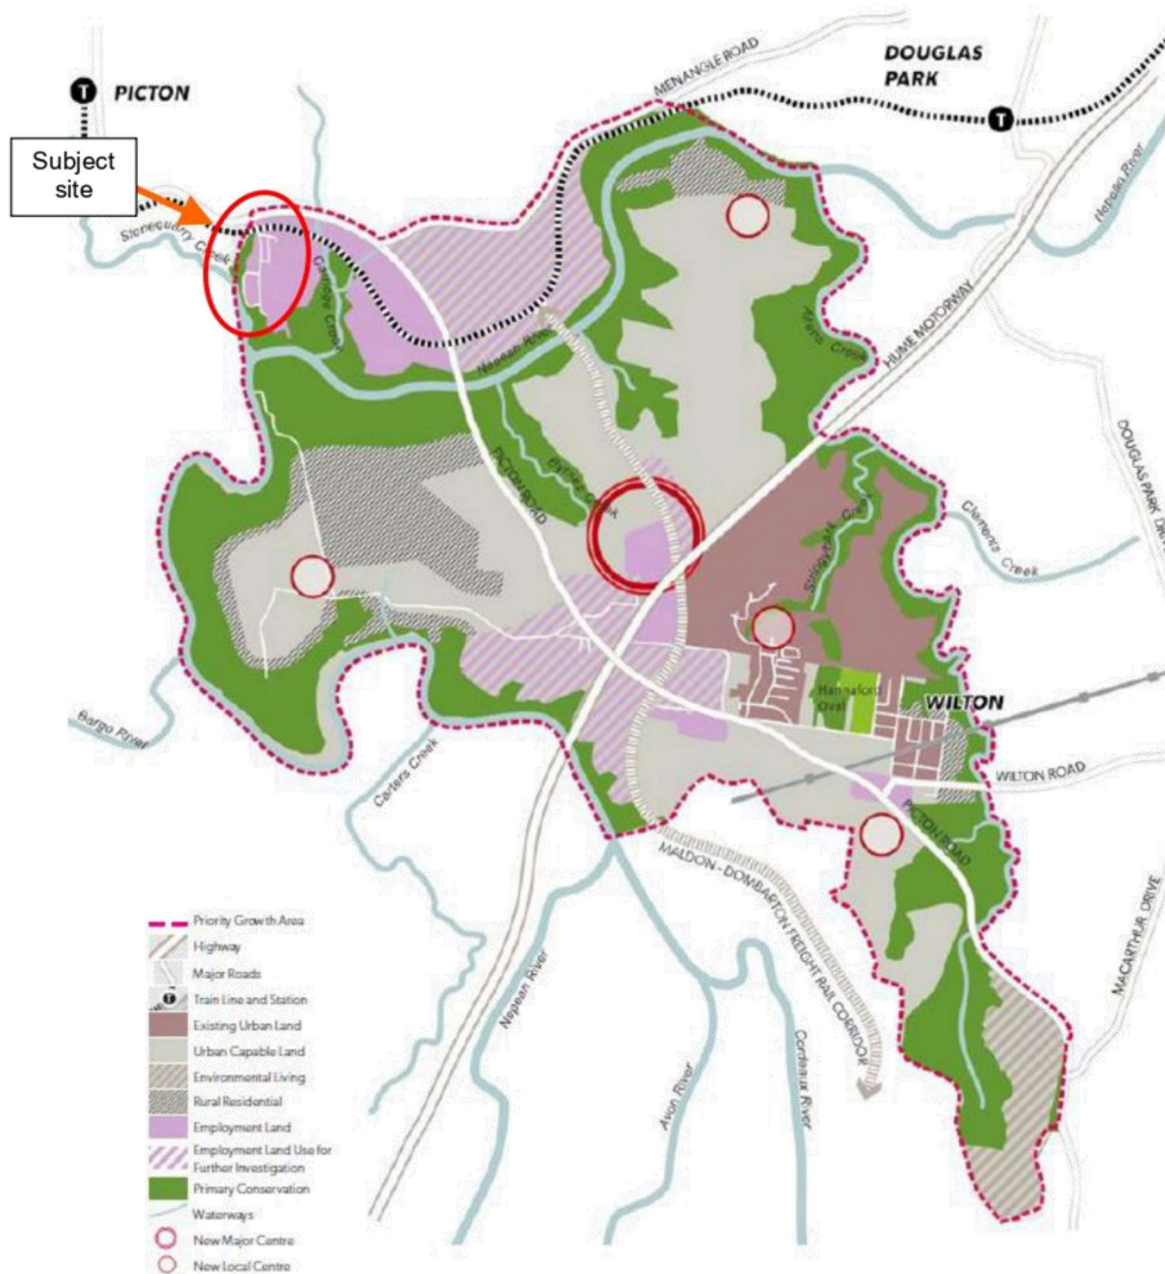 DOUGLAS
PARK
MENANGLE ROAD
T
PICTON
T
Subject
site
Nepean River
Stonequarry Creek
Carriage Creek
HUME MOTORWAY
Allens Creek
Nepean River
DOUGLAS PARK DRIVE
PICTON ROAD
Byrnes Creek
Stringybark Creek
Clements Creek
Hannaford
Oval
WILTON
Bargo River
Carters Creek
WILTON ROAD
PICTON ROAD
MALDON - DOMBARTON FREIGHT RAIL CORRIDOR
MACARTHUR DRIVE
Nepean River
Avon River
Cordeaux River
Priority Growth Area
Highway
Major Roads
T
Train Line and Station
Existing Urban Land
Urban Capable Land
Environmental Living
Rural Residential
Employment Land
Employment Land Use for
Further Investigation
Primary Conservation
Waterways
New Major Centre
New Local Centre